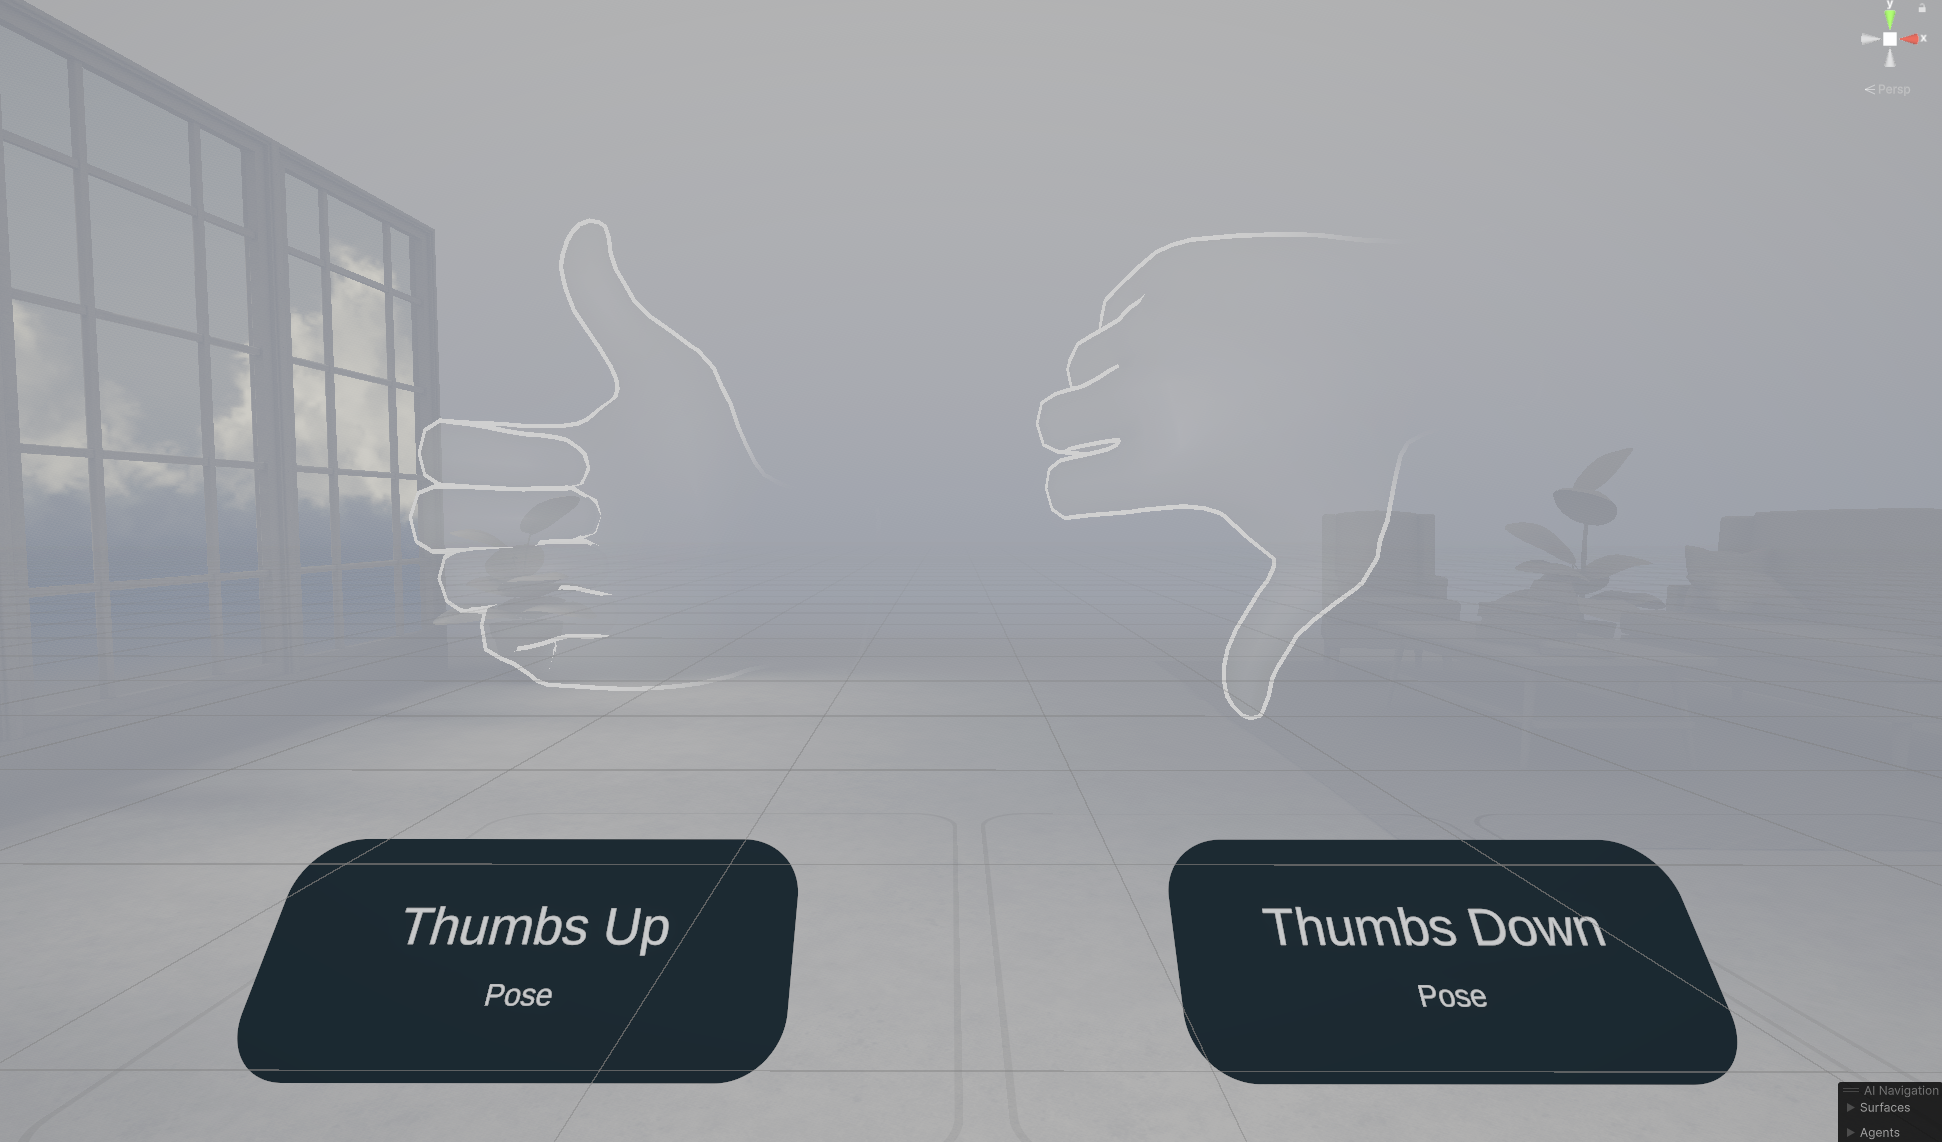 y
x
Persp
Thumbs Up
Pose
Thumbs Down
Pose
AI Navigation
Surfaces
Agents